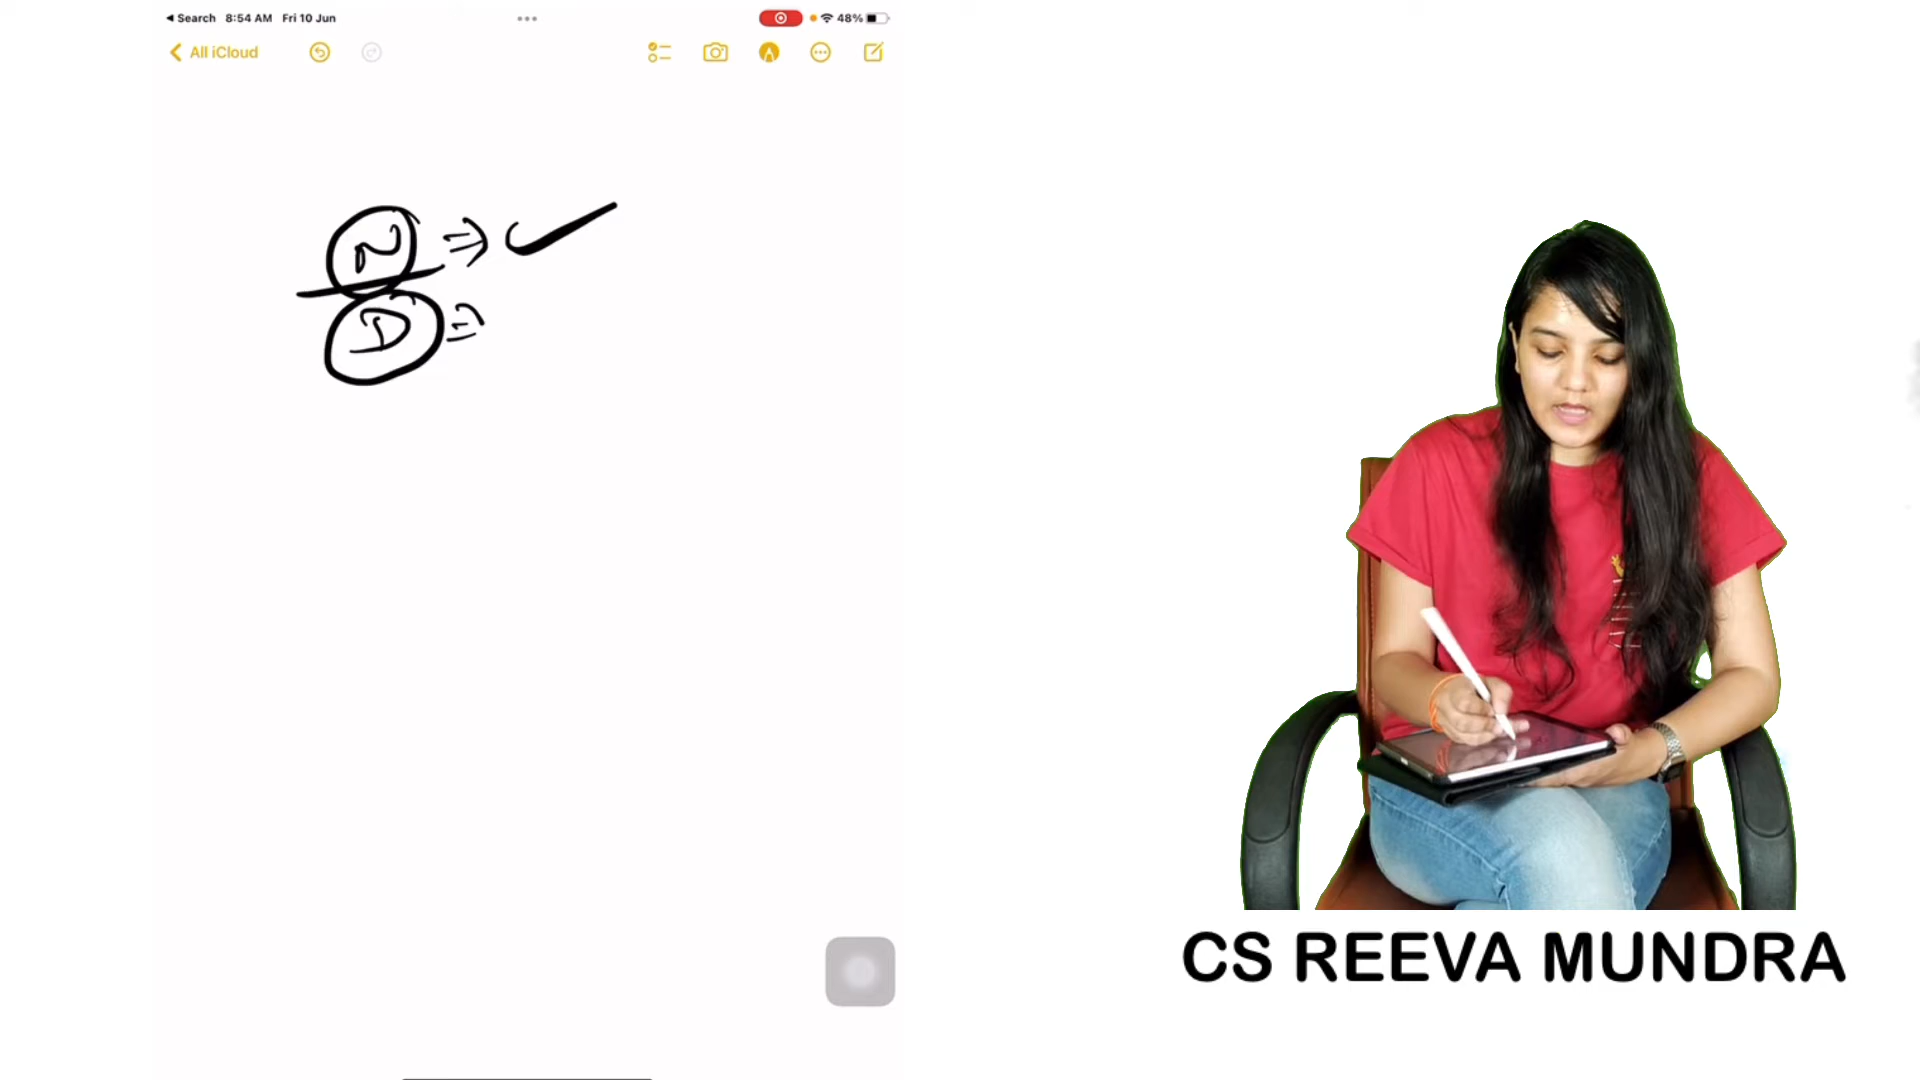 Search 8:54 AM Fri 10 Jun 48%
All iCloud
N ⇒ ✓
D ⇒
CS REEVA MUNDRA